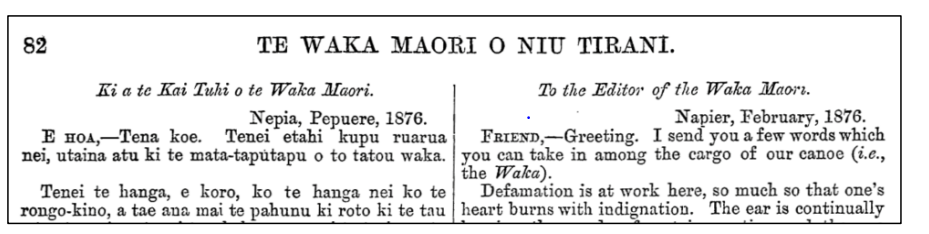 82
TE WAKA MAORI O NIU TIRANI.
Ki a te Kai Tuhi o te Waka Maori.
Nepia, Pepuere, 1876.
E HOA,—Tena koe. Tenei etahi kupu ruarua
nei, utaina atu ki te mata-taputapu o to tatou waka.
Tenei te hanga, e koro, ko te hanga nei ko te
rongo-kino, a tae ana mai te pahunu ki roto ki te tau
To the Editor of the Waka Maori.
Napier, February, 1876.
FRIEND,—Greeting. I send you a few words which
you can take in among the cargo of our canoe (i.e.,
the Waka).
Defamation is at work here, so much so that one's
heart burns with indignation. The ear is continually